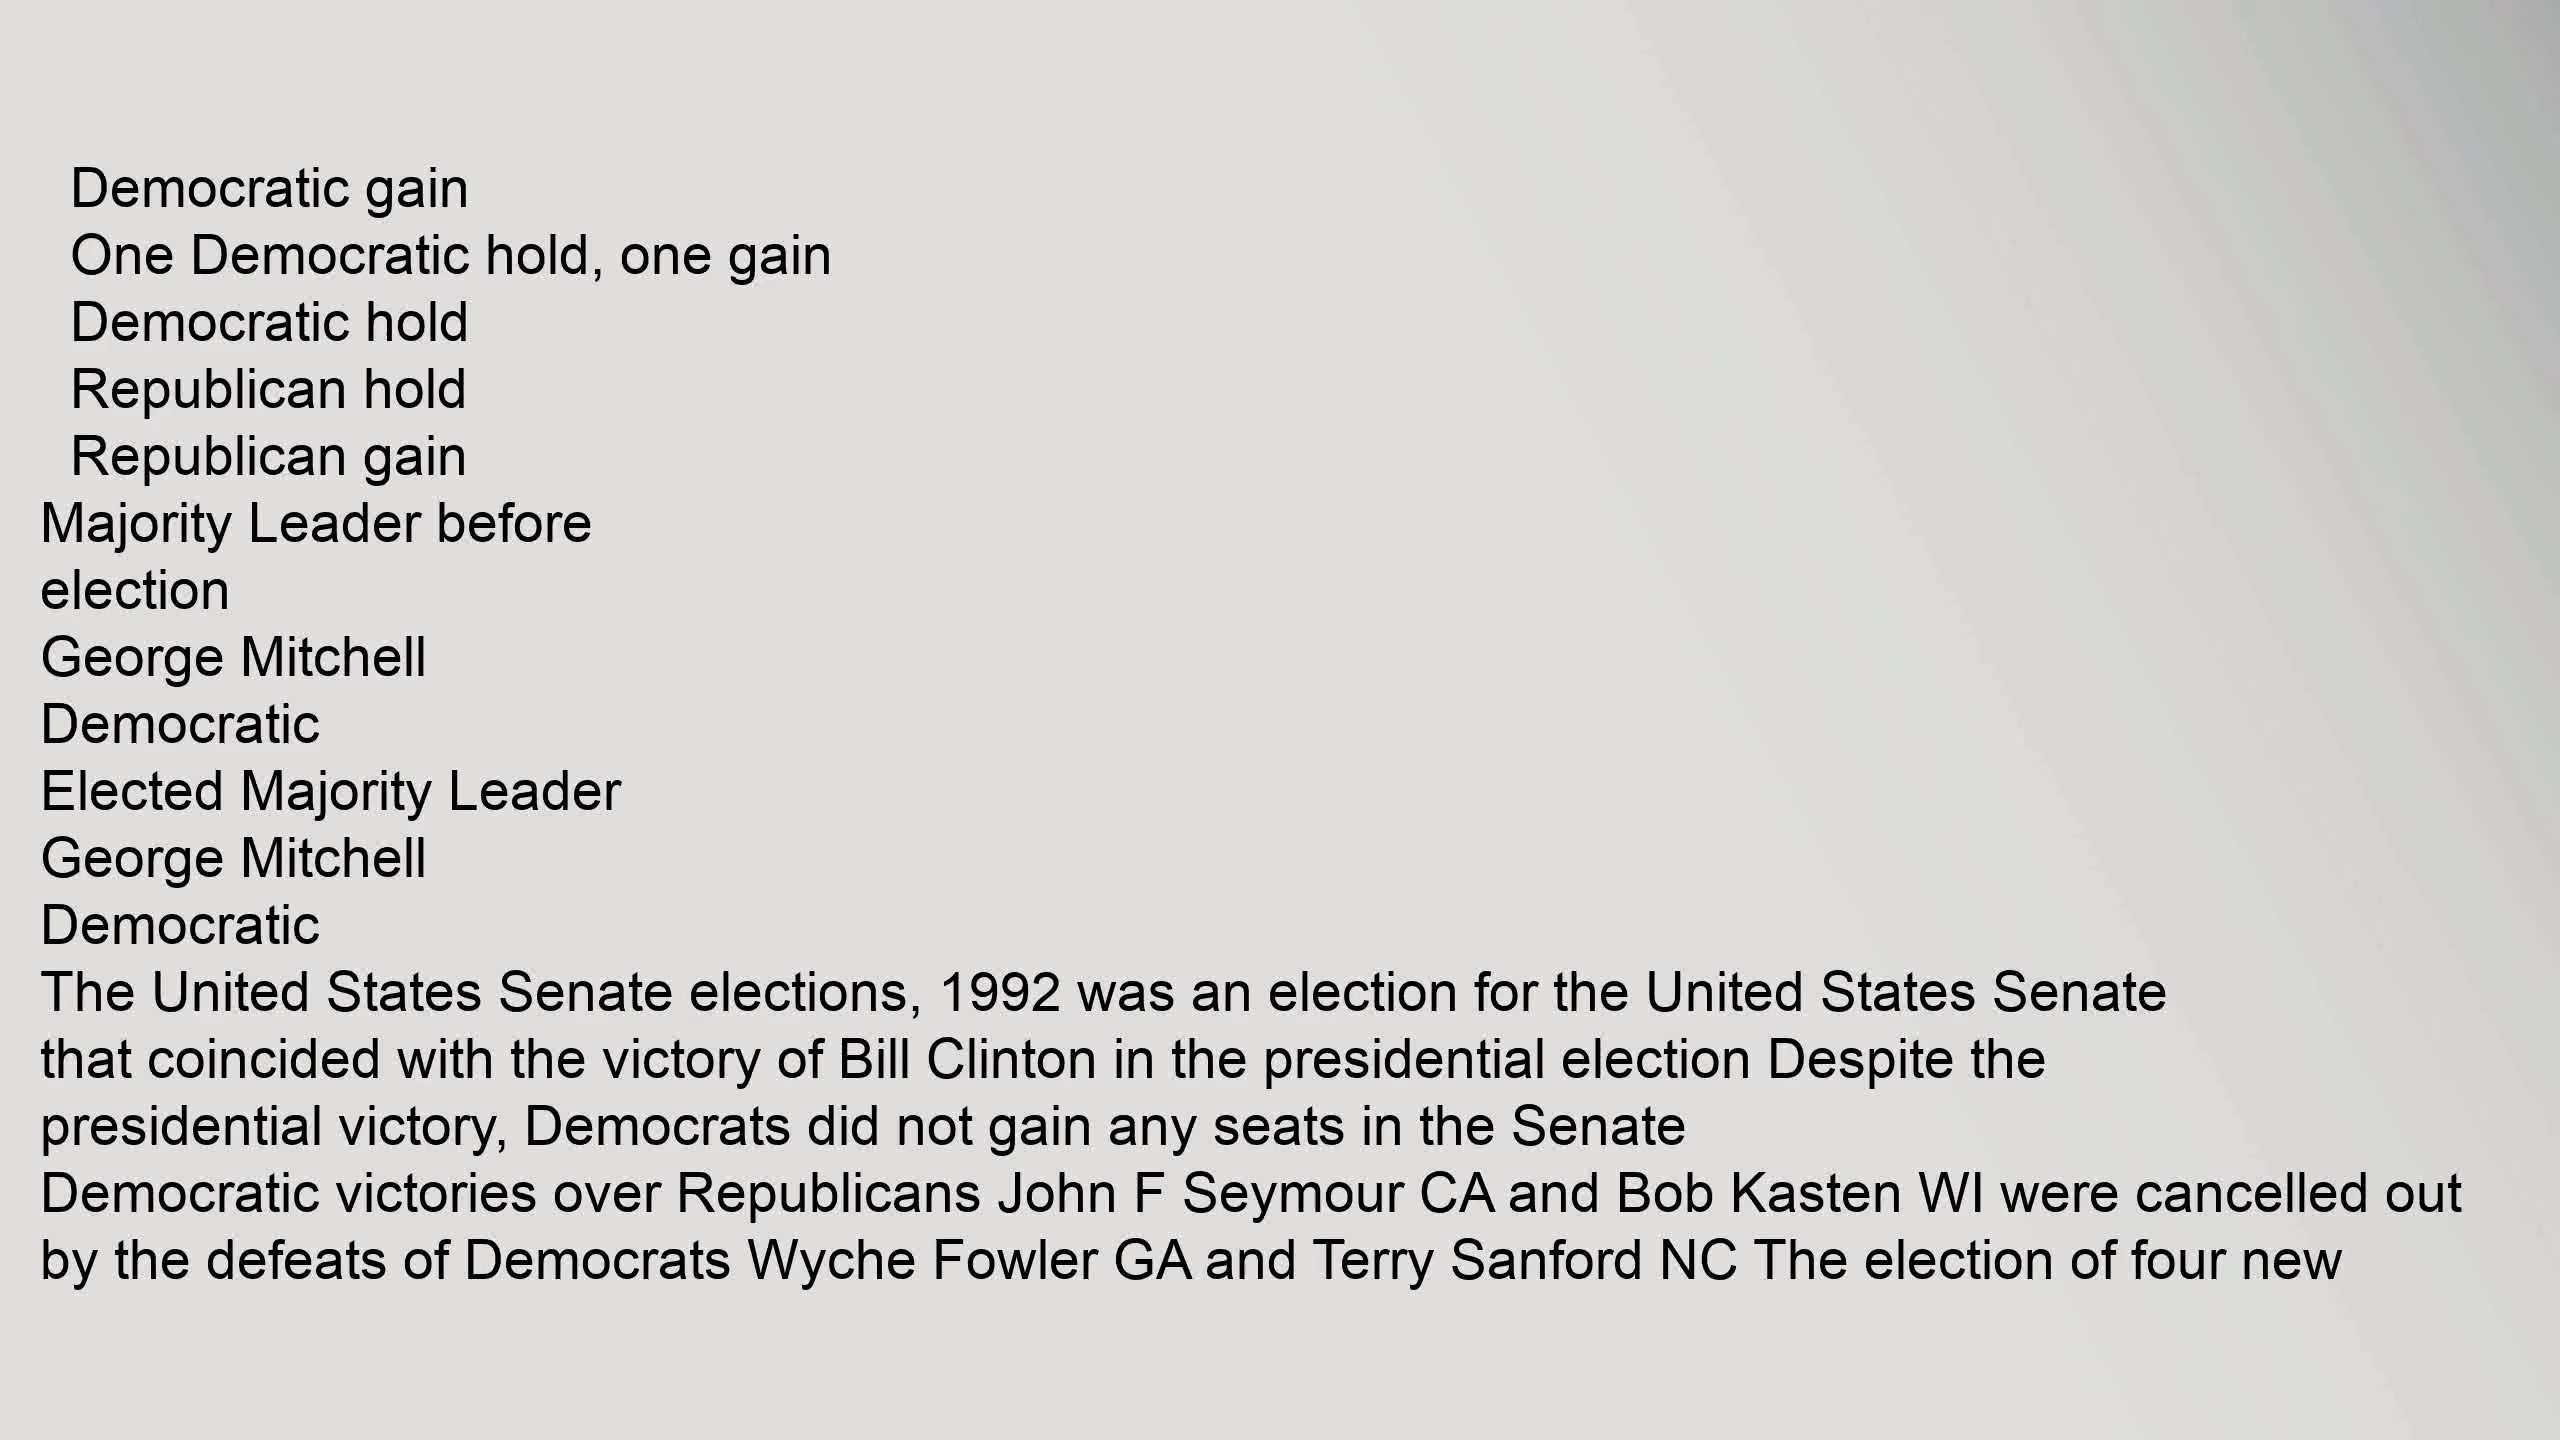 Democratic gain
One Democratic hold, one gain
Democratic hold
Republican hold
Republican gain
Majority Leader before
election
George Mitchell
Democratic
Elected Majority Leader
George Mitchell
Democratic
The United States Senate elections, 1992 was an election for the United States Senate
that coincided with the victory of Bill Clinton in the presidential election Despite the
presidential victory, Democrats did not gain any seats in the Senate
Democratic victories over Republicans John F Seymour CA and Bob Kasten WI were cancelled out
by the defeats of Democrats Wyche Fowler GA and Terry Sanford NC The election of four new